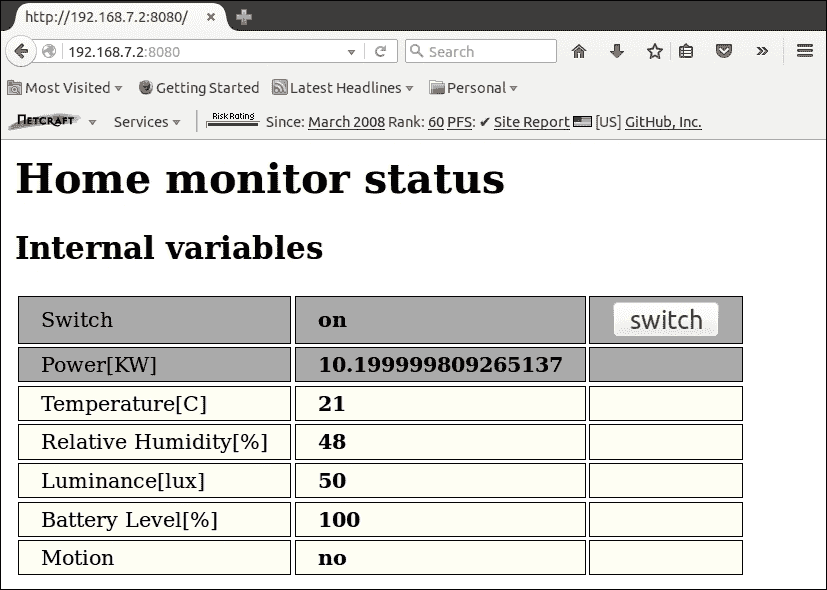 http://192.168.7.2:8080/
192.168.7.2:8080
Search
Most Visited Getting Started Latest Headlines Personal
NETCRAFT Services Risk Rating Since: March 2008 Rank: 60 PFS: ✔ Site Report [US] GitHub, Inc.
Home monitor status
Internal variables
Switch on switch
Power[KW] 10.199999809265137
Temperature[C] 21
Relative Humidity[%] 48
Luminance[lux] 50
Battery Level[%] 100
Motion no